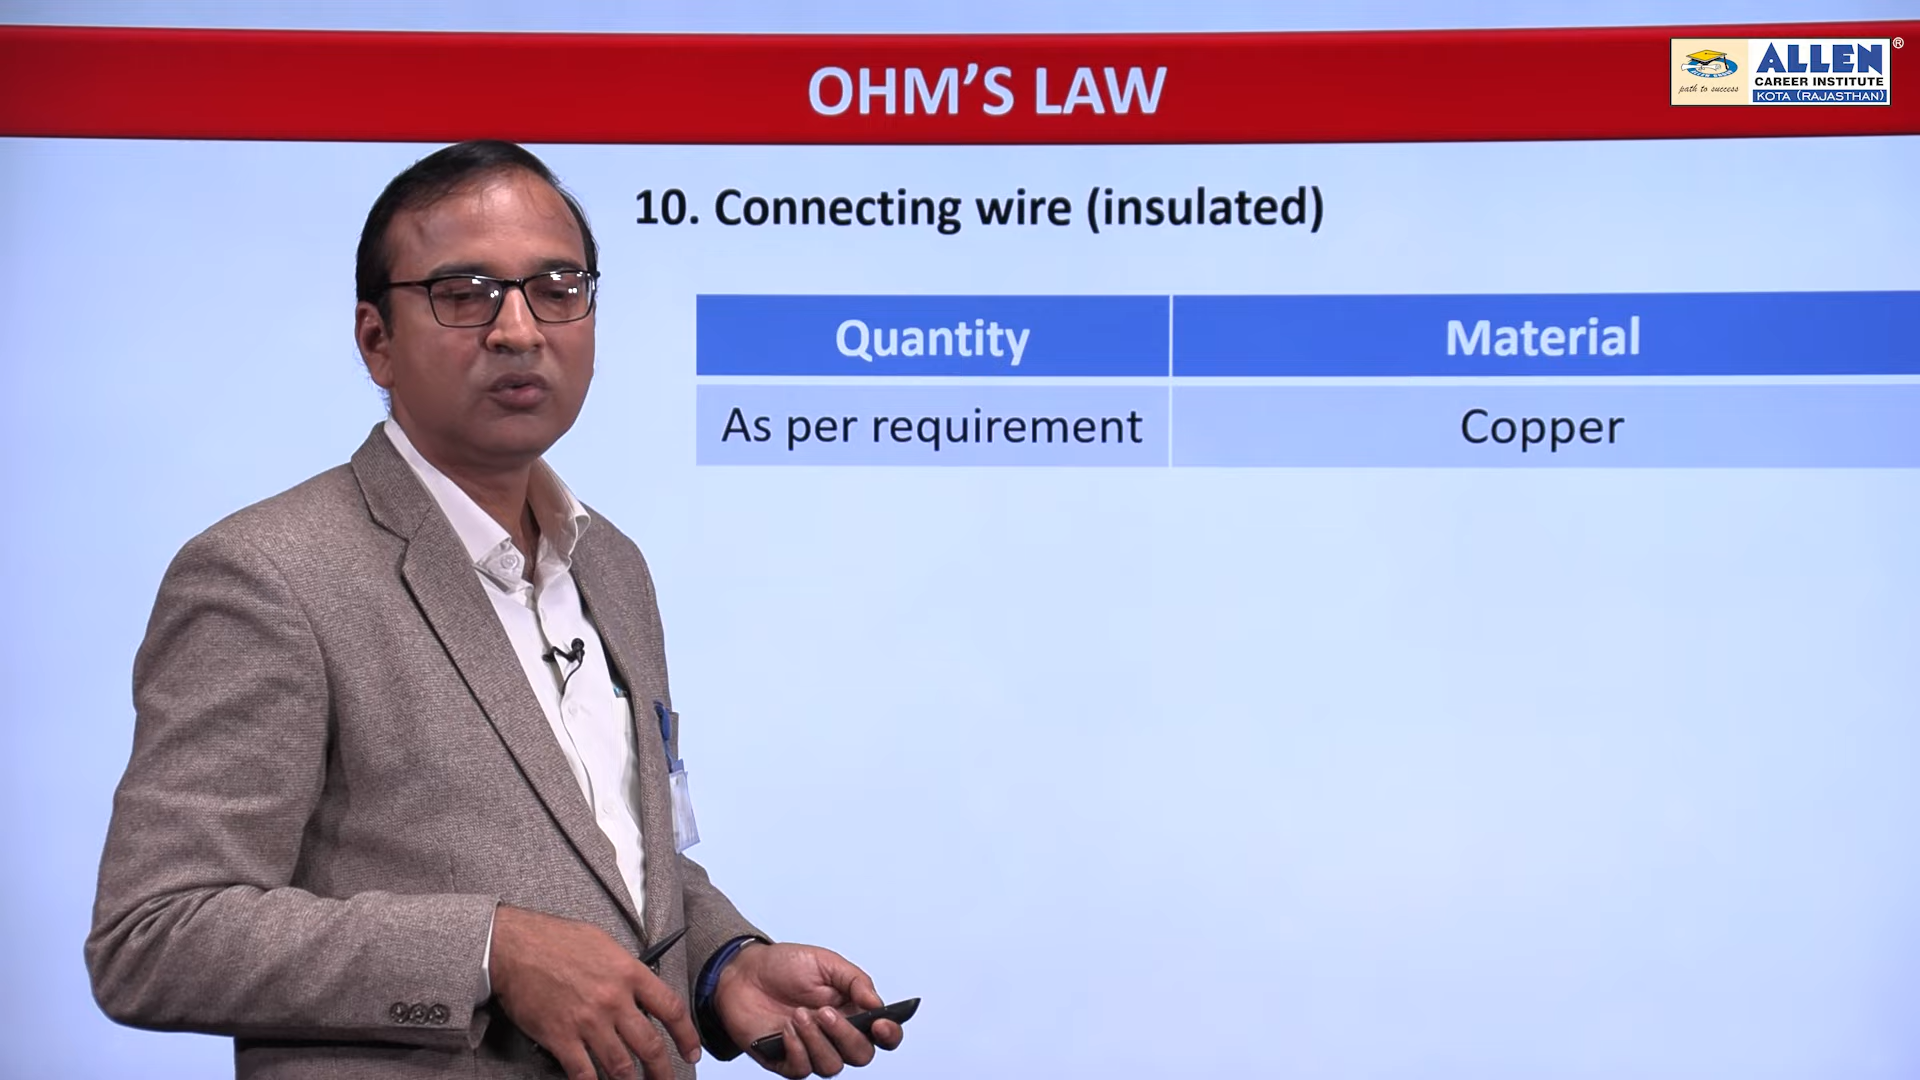 OHM’S LAW
ALLEN
®
CAREER INSTITUTE
KOTA (RAJASTHAN)
path to success
10. Connecting wire (insulated)
Quantity
Material
As per requirement
Copper